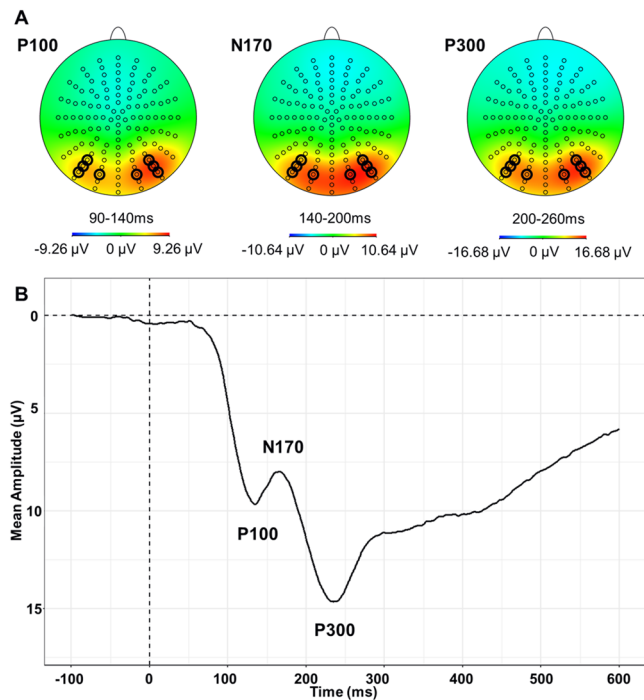 A
P100
N170
P300
90-140ms
140-200ms
200-260ms
-9.26 µV 0 µV 9.26 µV
-10.64 µV 0 µV 10.64 µV
-16.68 µV 0 µV 16.68 µV
B
0
5
10
15
Mean Amplitude (µV)
N170
P100
P300
-100 0 100 200 300 400 500 600
Time (ms)